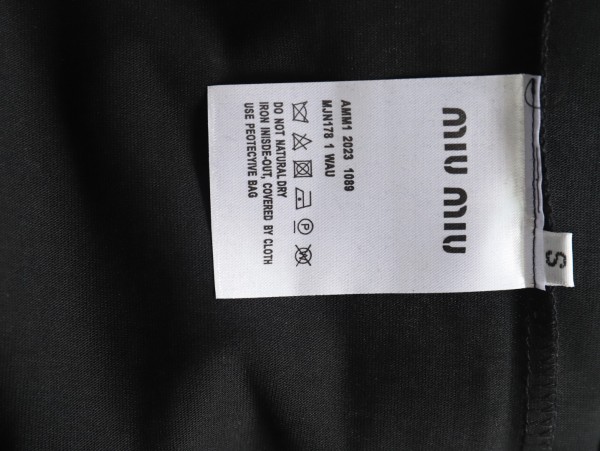 miu miu
AMM1 2023 1089
MJN178 1 WAU
DO NOT NATURAL DRY
IRON INISDE-OUT, COVERED BY CLOTH
USE PEOTECTIVE BAG
S